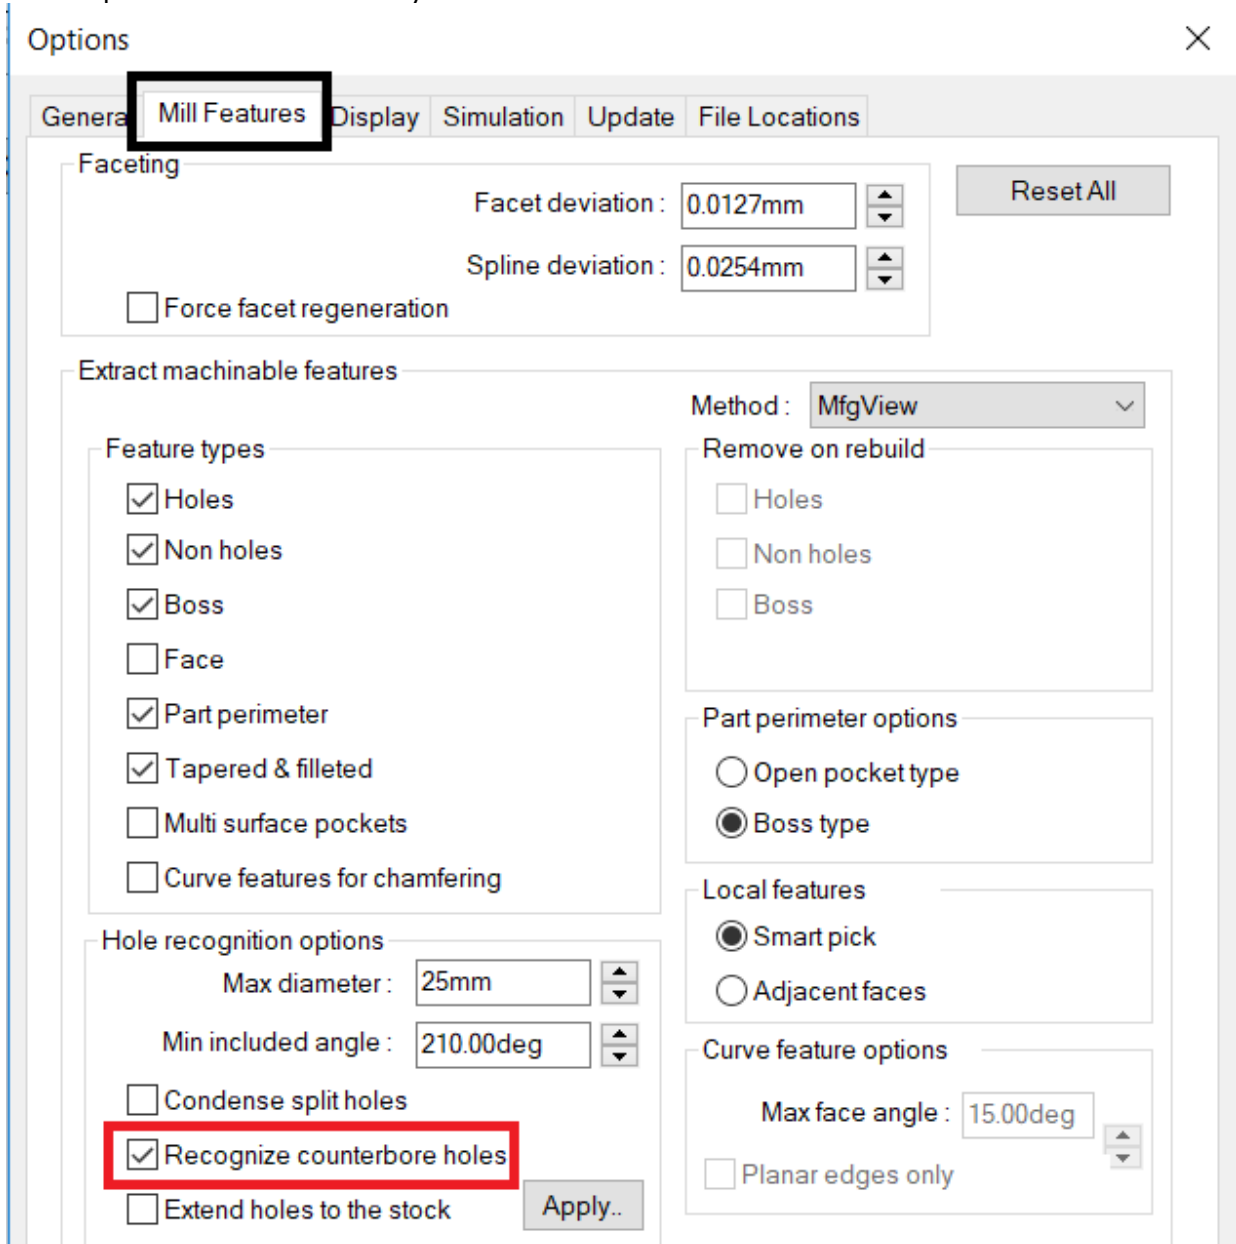 Options
Genera
Mill Features
Display
Simulation
Update
File Locations
Faceting
Facet deviation :
0.0127mm
Reset All
Spline deviation :
0.0254mm
Force facet regeneration
Extract machinable features
Method :
MfgView
Feature types
Holes
Non holes
Boss
Face
Part perimeter
Tapered & filleted
Multi surface pockets
Curve features for chamfering
Remove on rebuild
Holes
Non holes
Boss
Part perimeter options
Open pocket type
Boss type
Local features
Smart pick
Adjacent faces
Hole recognition options
Max diameter :
25mm
Min included angle :
210.00deg
Condense split holes
Recognize counterbore holes
Extend holes to the stock
Apply..
Curve feature options
Max face angle :
15.00deg
Planar edges only